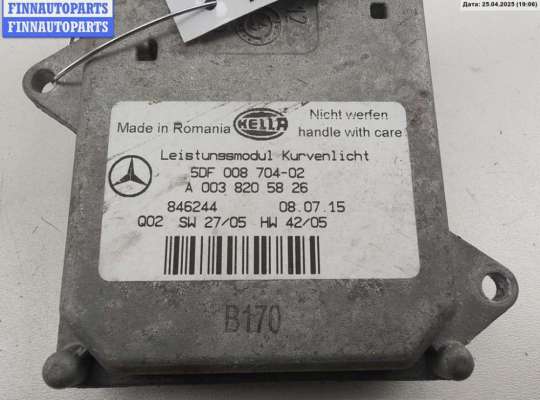 FINNAUTOPARTS
FINNAUTOPARTS
FINNAUTOPARTS
Дата: 25.04.2025 (19:06)
Made in Romania
HELLA
Nicht werfen
handle with care
Leistungsmodul Kurvenlicht
5DF 008 704-02
A 003 820 58 26
846244 08.07.15
Q02 SW 27/05 HW 42/05
B170